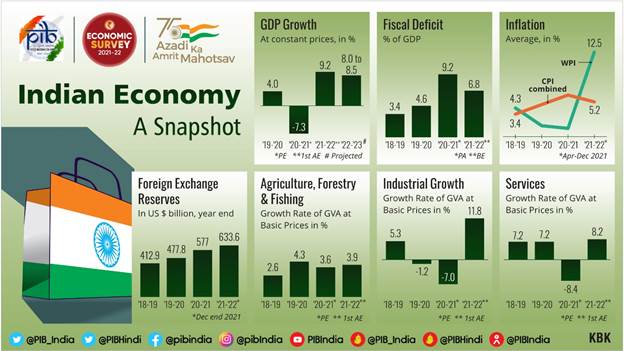 pib
ECONOMIC
SURVEY
2021-22
75
Azadi Ka
Amrit Mahotsav
Indian Economy
A Snapshot
GDP Growth
At constant prices, in %
4.0
-7.3
9.2
8.0 to
8.5
'19-20 '20-21* '21-22** '22-'23#
*PE **1st AE # Projected
Fiscal Deficit
% of GDP
3.4
4.6
9.2
6.8
18-19 '19-20 '20-21* '21-22**
*PA **BE
Inflation
Average, in %
12.5
WPI
CPI
combined
4.3
3.4
5.2
18-19 '19-20 '20-21 '21-22*
*Apr-Dec 2021
Foreign Exchange
Reserves
In US $ billion, year end
412.9
477.8
577
633.6
18-19 '19-20 '20-21 '21-22*
*Dec end 2021
Agriculture, Forestry
& Fishing
Growth Rate of GVA at
Basic Prices in %
2.6
4.3
3.6
3.9
18-19 '19-20 '20-21* '21-22**
*PE ** 1st AE
Industrial Growth
Growth Rate of GVA at
Basic Prices in %
5.3
-1.2
-7.0
11.8
18-19 '19-20 '20-21* '21-22**
*PE ** 1st AE
Services
Growth Rate of GVA at
Basic Prices in %
7.2
7.2
-8.4
8.2
18-19 '19-20 '20-21* '21-22**
*PE ** 1st AE
KBK
@PIB_India @PIBHindi @pibindia @pibIndia PIBIndia @PIBHindi @PIB_India @PIBIndia